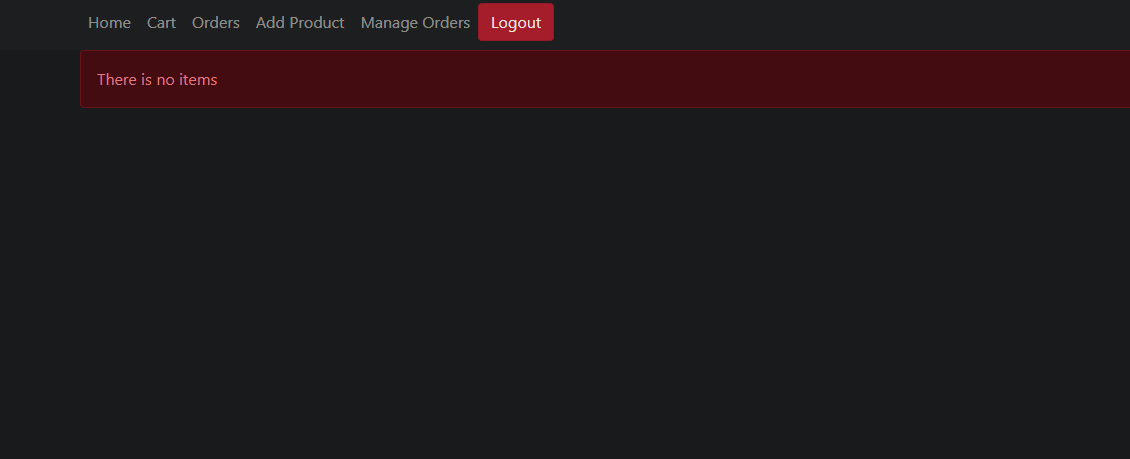 Home Cart Orders Add Product Manage Orders Logout
There is no items